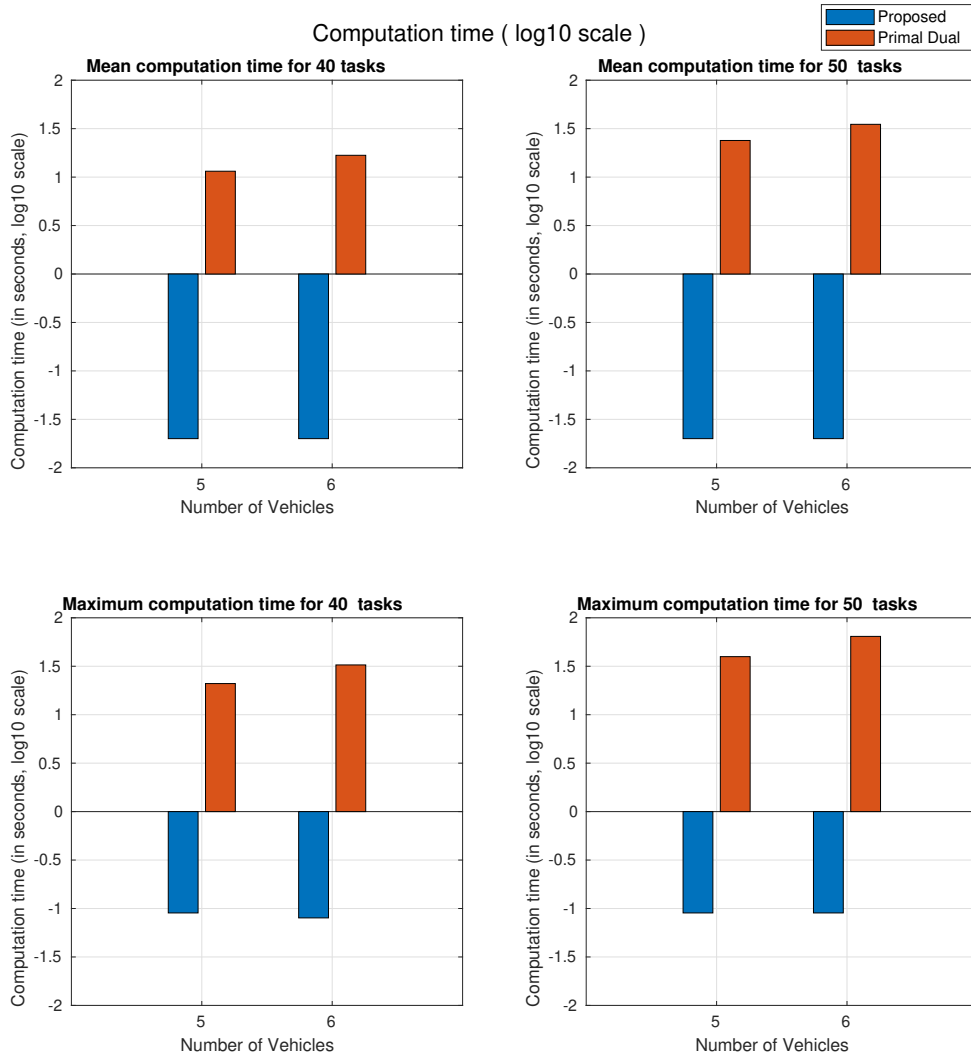 Computation time ( log10 scale )
Proposed
Primal Dual
Mean computation time for 40 tasks
2
1.5
1
0.5
0
-0.5
-1
-1.5
-2
Computation time (in seconds, log10 scale)
5
6
Number of Vehicles
Mean computation time for 50 tasks
2
1.5
1
0.5
0
-0.5
-1
-1.5
-2
Computation time (in seconds, log10 scale)
5
6
Number of Vehicles
Maximum computation time for 40 tasks
2
1.5
1
0.5
0
-0.5
-1
-1.5
-2
Computation time (in seconds, log10 scale)
5
6
Number of Vehicles
Maximum computation time for 50 tasks
2
1.5
1
0.5
0
-0.5
-1
-1.5
-2
Computation time (in seconds, log10 scale)
5
6
Number of Vehicles